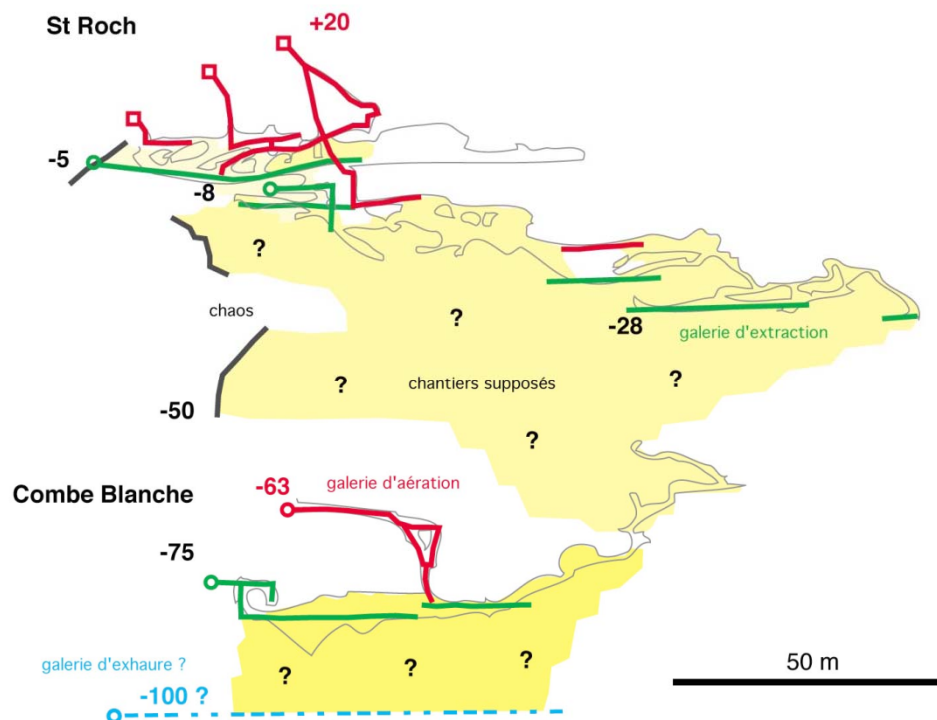 St Roch
+20
-5
-8
?
chaos
?
-28
galerie d'extraction
?
chantiers supposés
?
-50
?
Combe Blanche
-63
galerie d'aération
-75
galerie d'exhaure ?
?
?
?
50 m
-100 ?